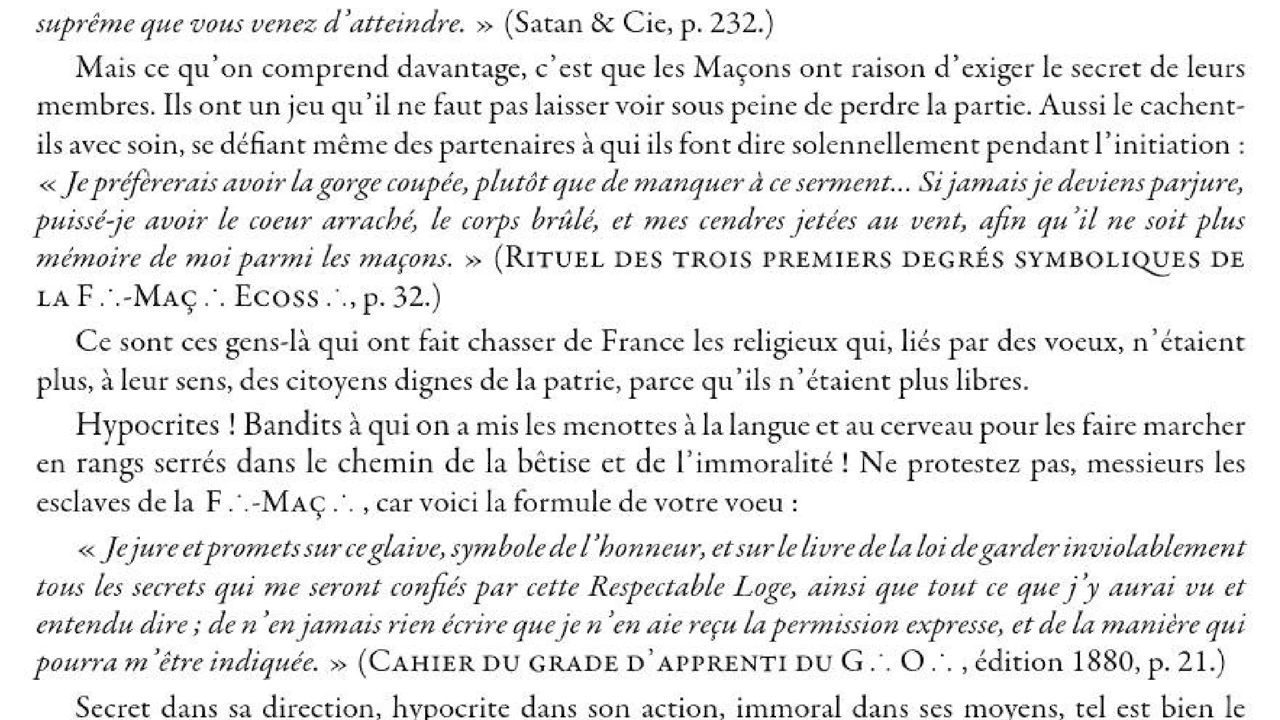 suprême que vous venez d’atteindre. » (Satan & Cie, p. 232.)
Mais ce qu’on comprend davantage, c’est que les Maçons ont raison d’exiger le secret de leurs
membres. Ils ont un jeu qu’il ne faut pas laisser voir sous peine de perdre la partie. Aussi le cachent-
ils avec soin, se défiant même des partenaires à qui ils font dire solennellement pendant l’initiation :
« Je préfèrerais avoir la gorge coupée, plutôt que de manquer à ce serment... Si jamais je deviens parjure,
puissé-je avoir le coeur arraché, le corps brûlé, et mes cendres jetées au vent, afin qu’il ne soit plus
mémoire de moi parmi les maçons. » (RITUEL DES TROIS PREMIERS DEGRÉS SYMBOLIQUES DE
LA F∴-MAÇ∴ ECOSS∴, p. 32.)
Ce sont ces gens-là qui ont fait chasser de France les religieux qui, liés par des voeux, n’étaient
plus, à leur sens, des citoyens dignes de la patrie, parce qu’ils n’étaient plus libres.
Hypocrites ! Bandits à qui on a mis les menottes à la langue et au cerveau pour les faire marcher
en rangs serrés dans le chemin de la bêtise et de l’immoralité ! Ne protestez pas, messieurs les
esclaves de la F∴-MAÇ∴ , car voici la formule de votre voeu :
« Je jure et promets sur ce glaive, symbole de l’honneur, et sur le livre de la loi de garder inviolablement
tous les secrets qui me seront confiés par cette Respectable Loge, ainsi que tout ce que j’y aurai vu et
entendu dire ; de n’en jamais rien écrire que je n’en aie reçu la permission expresse, et de la manière qui
pourra m’être indiquée. » (CAHIER DU GRADE D’APPRENTI DU G∴ O∴ , édition 1880, p. 21.)
Secret dans sa direction, hypocrite dans son action, immoral dans ses moyens, tel est bien le